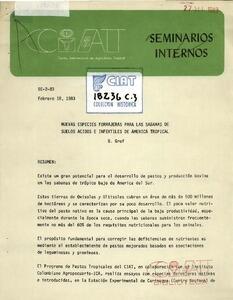 27 JUL 1983
CIAT
Centro Internacional de Agricultura Tropical
SEMINARIOS
INTERNOS
CIAT
18236 C.3
COLECCION HISTORICA
SE-2-83
Febrero 18, 1983
NUEVAS ESPECIES FORRAJERAS PARA LAS SABANAS DE
SUELOS ACIDOS E INFERTILES DE AMERICA TROPICAL
B. Grof
RESUMEN:
Existe un gran potencial para el desarrollo de pastos y producción bovina
en las sabanas de trópico bajo de America del Sur.
Estas tierras de Oxisoles y Ultisoles cubren un área de más de 500 millones
de hectáreas y se caracterizan por su poco desarrollo. El poco valor nutri-
tivo del pasto nativo es la causa principal de la baja productividad, espe-
cialmente durante la época seca, cuando las sabanas suministran frecuente-
mente no más del 60% de los requisitos nutricionales para los animales.
El propósito fundamental para corregir las deficiencias de nutrientes es
mediante el establecimiento de pastos mejorados basados en asociaciones
de leguminosas y gramíneas.
El Programa de Pastos Tropicales del CIAT, en colaboración con el Instituto
Colombiano Agropecuario-ICA, realiza ensayos con especies forrajeras nativas
e introducidas, en la Estación Experimental de Carimagua (Centro Nacional de